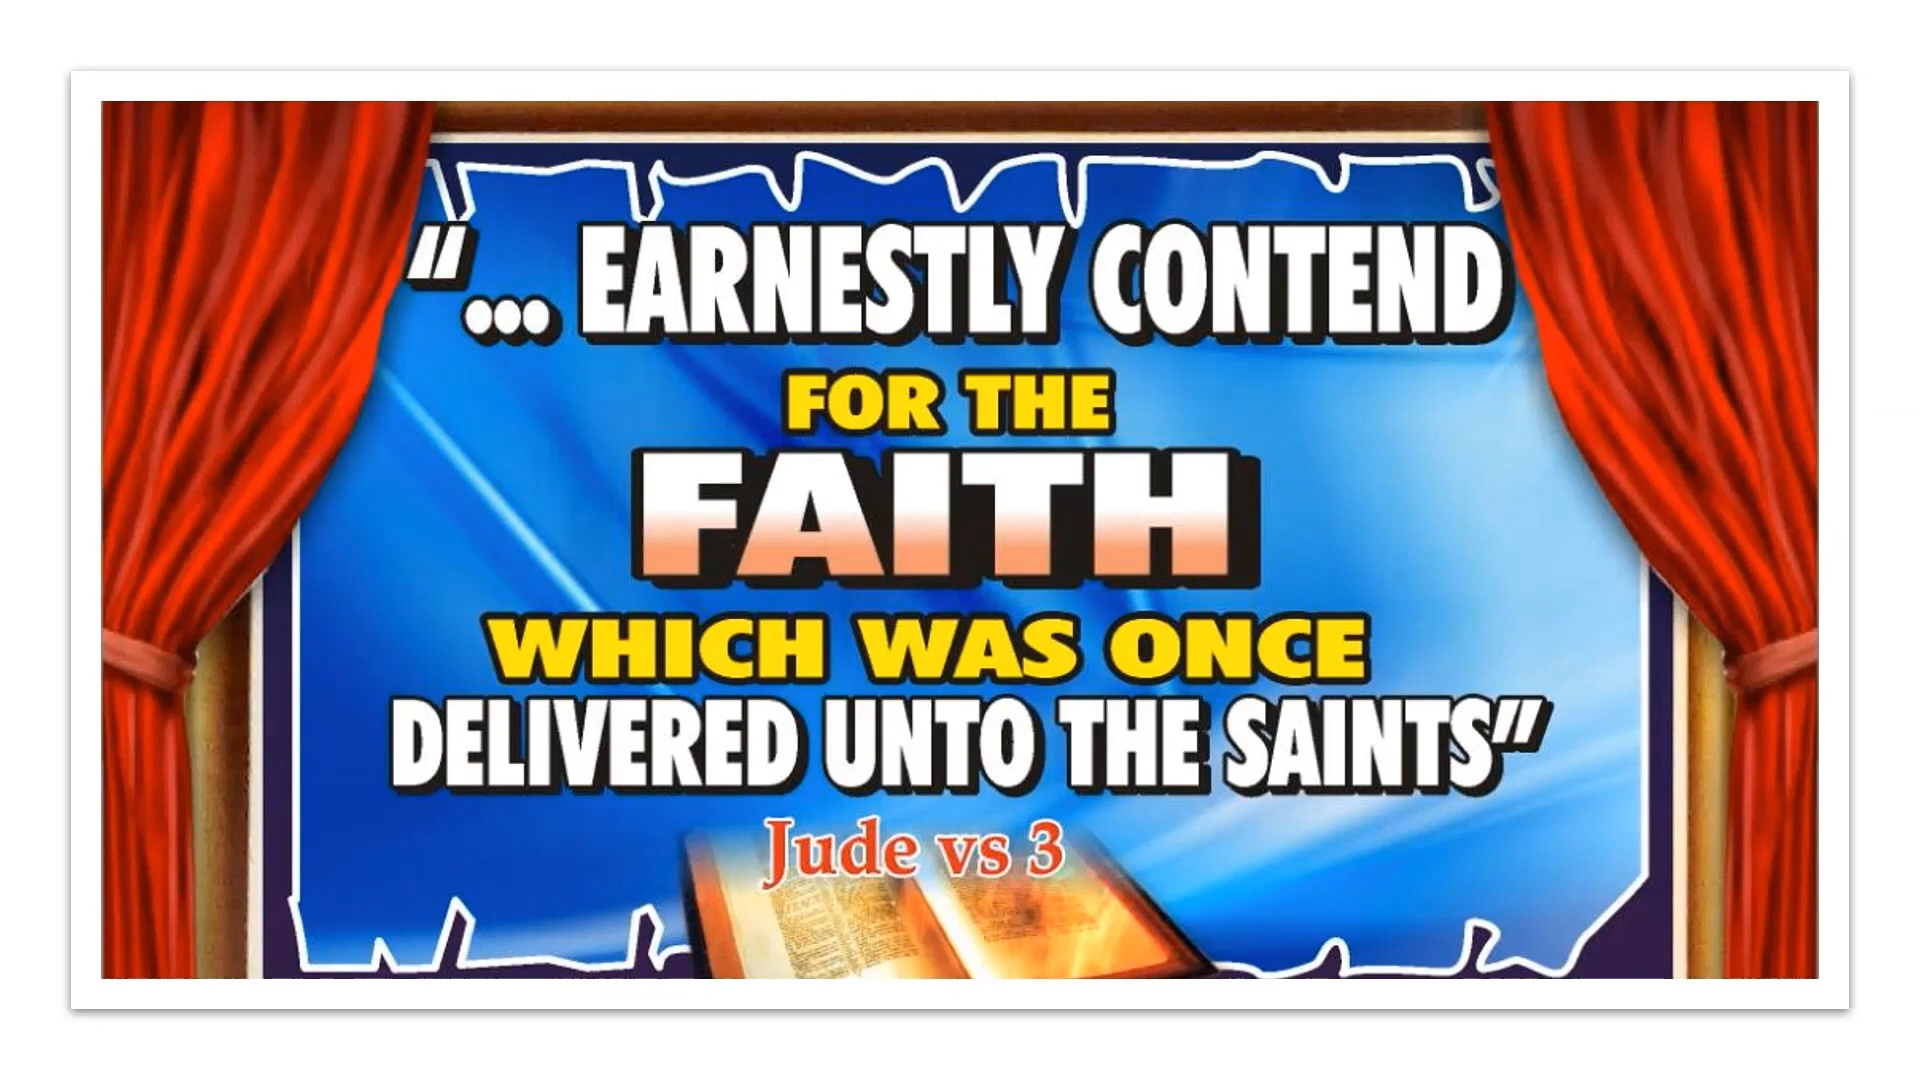 “... EARNESTLY CONTEND
FOR THE
FAITH
WHICH WAS ONCE
DELIVERED UNTO THE SAINTS”
Jude vs 3